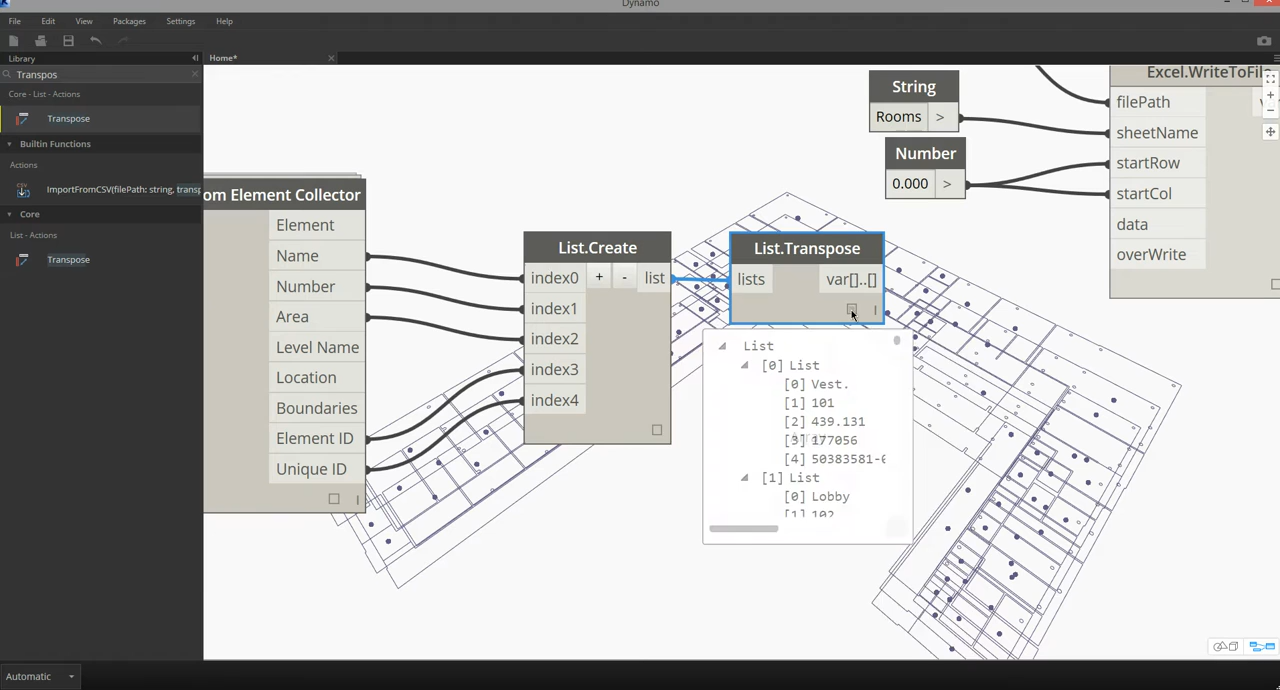 Dynamo
File Edit View Packages Settings Help
Library
Home*
Transpos
Core - List - Actions
Transpose
Builtin Functions
Actions
ImportFromCSV(filePath: string, transp
Core
List - Actions
Transpose
om Element Collector
Element
Name
Number
Area
Level Name
Location
Boundaries
Element ID
Unique ID
List.Create
index0 + - list
index1
index2
index3
index4
List.Transpose
lists var[]..[]
List
[0] List
[0] Vest.
[1] 101
[2] 439.131
[3] 177056
[4] 50383581-
[1] List
[0] Lobby
[1] 102
String
Rooms >
Number
0.000 >
Excel.WriteToFil
filePath
sheetName
startRow
startCol
data
overWrite
Automatic